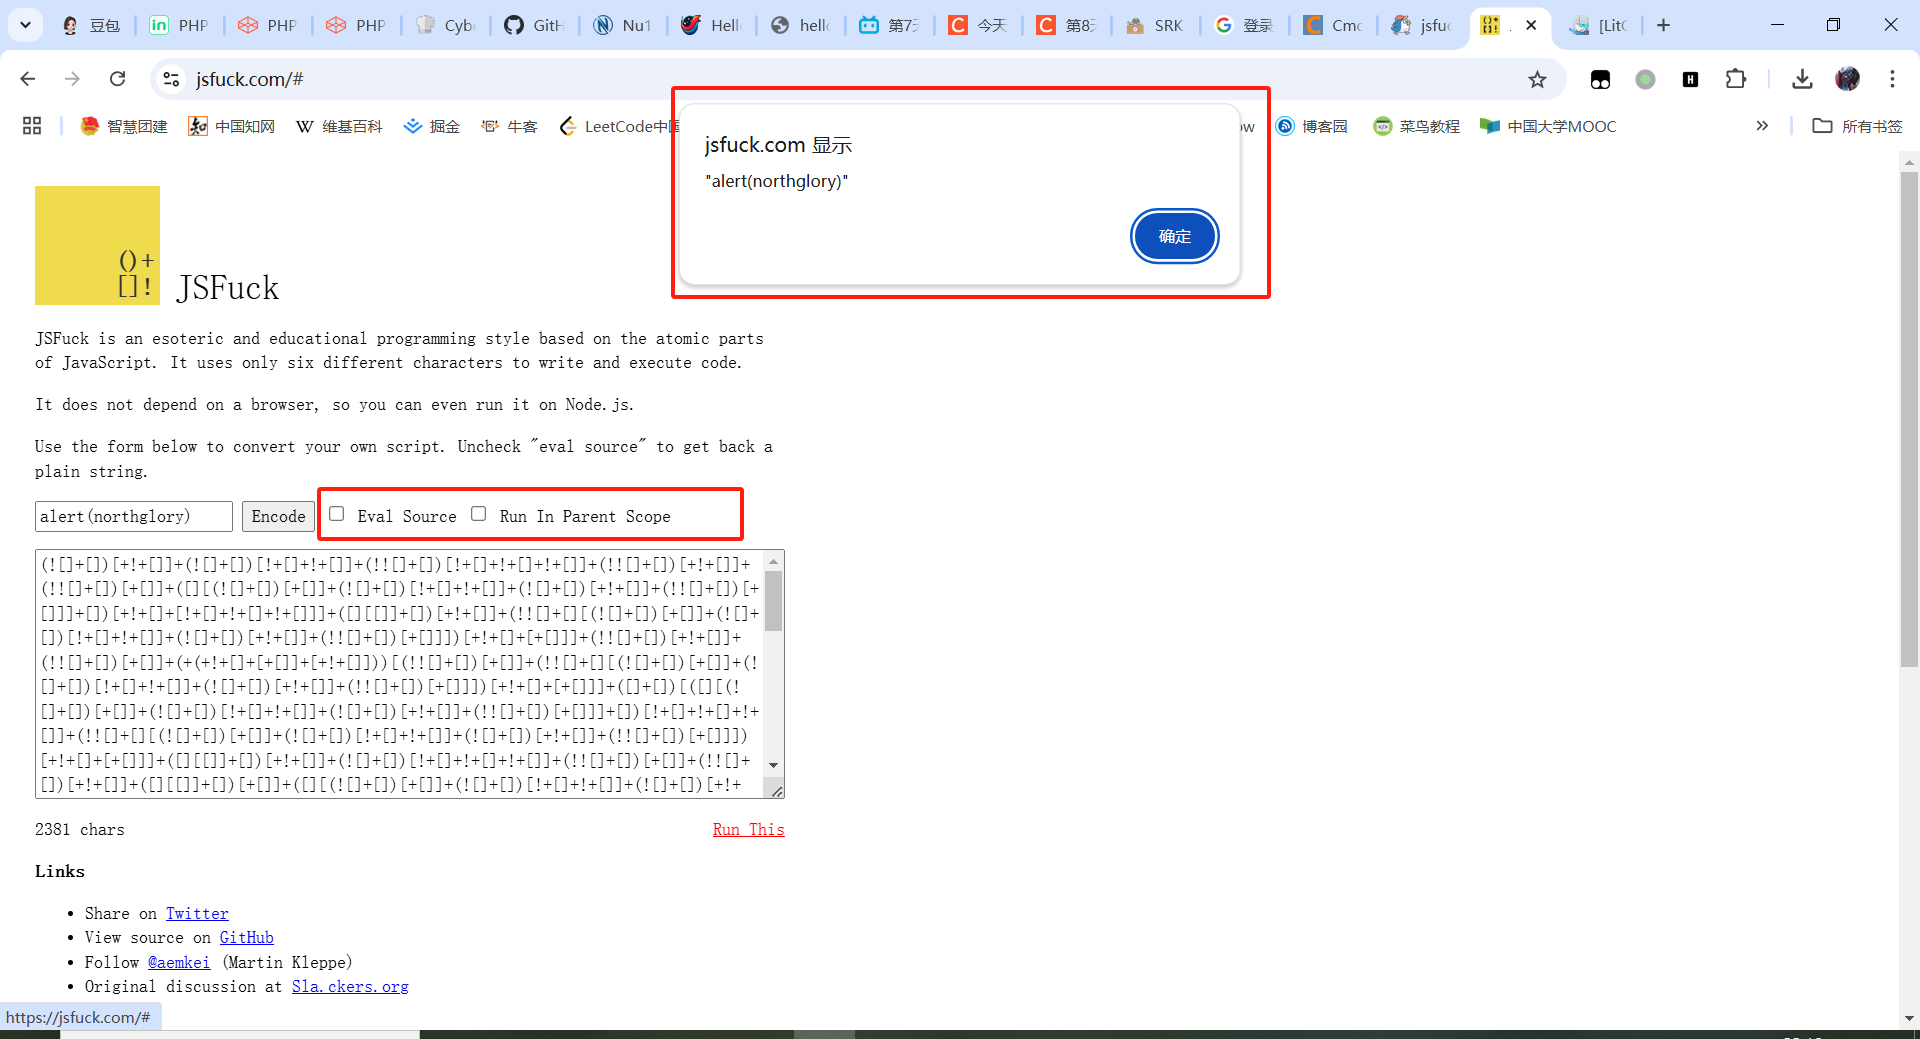 豆包
PHP
PHP
PHP
Cyb
GitH
Nu1
Hell
hell
第7
今天
第8
SRK
登录
Cmc
jsfuc
[Lit
jsfuck.com/#
智慧团建
中国知网
维基百科
掘金
牛客
LeetCode中国
ow
博客园
菜鸟教程
中国大学MOOC
所有书签
jsfuck.com 显示
"alert(northglory)"
确定
()+
[]!
JSFuck
JSFuck is an esoteric and educational programming style based on the atomic parts
of JavaScript. It uses only six different characters to write and execute code.
It does not depend on a browser, so you can even run it on Node.js.
Use the form below to convert your own script. Uncheck "eval source" to get back a
plain string.
alert(northglory) Encode Eval Source Run In Parent Scope
(![]+[])[+!+[]]+(![]+[])[!+[]+!+[]]+(!![]+[])[!+[]+!+[]+!+[]]+(!![]+[])[+!+[]]+
(!![]+[])[+[]]+([][(![]+[])[+[]]+(![]+[])[!+[]+!+[]]+(![]+[])[+!+[]]+(!![]+[])[+
[]]]+[])[+!+[]+[!+[]+!+[]+!+[]]]+([][[]]+[])[+!+[]]+(!![]+[][(![]+[])[+[]]+(![]+
[])[!+[]+!+[]]+(![]+[])[+!+[]]+(!![]+[])[+[]]])[+!+[]+[+[]]]+(!![]+[])[+!+[]]+
(!![]+[])[+[]]+(+(+!+[]+[+[]]+[+!+[]]))[(!![]+[])[+[]]+(!![]+[][(![]+[])[+[]]+(!
[]+[])[!+[]+!+[]]+(![]+[])[+!+[]]+(!![]+[])[+[]]])[+!+[]+[+[]]]+([]+[])[([][(!
[]+[])[+[]]+(![]+[])[!+[]+!+[]]+(![]+[])[+!+[]]+(!![]+[])[+[]]]+[])[!+[]+!+[]+!+
[]]+(!![]+[][(![]+[])[+[]]+(![]+[])[!+[]+!+[]]+(![]+[])[+!+[]]+(!![]+[])[+[]]])
[+!+[]+[+[]]]+([][[]]+[])[+!+[]]+(![]+[])[!+[]+!+[]+!+[]]+(!![]+[])[+[]]+(!![]+
[])[+!+[]]+([][[]]+[])[+[]]+([][(![]+[])[+[]]+(![]+[])[!+[]+!+[]]+(![]+[])[+!+
2381 chars Run This
Links
• Share on Twitter
• View source on GitHub
• Follow @aemkei (Martin Kleppe)
• Original discussion at Sla.ckers.org
https://jsfuck.com/#